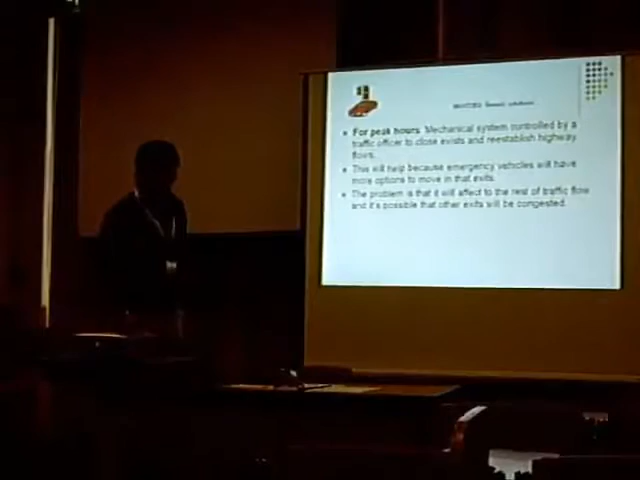 For peak hours: Mechanical system controlled by a
traffic officer to close exists and reestablish highway
flows.
This will help because emergency vehicles will have
more options to move in that exits.
The problem is that it will affect to the rest of traffic flow
and it's possible that other exits will be congested.